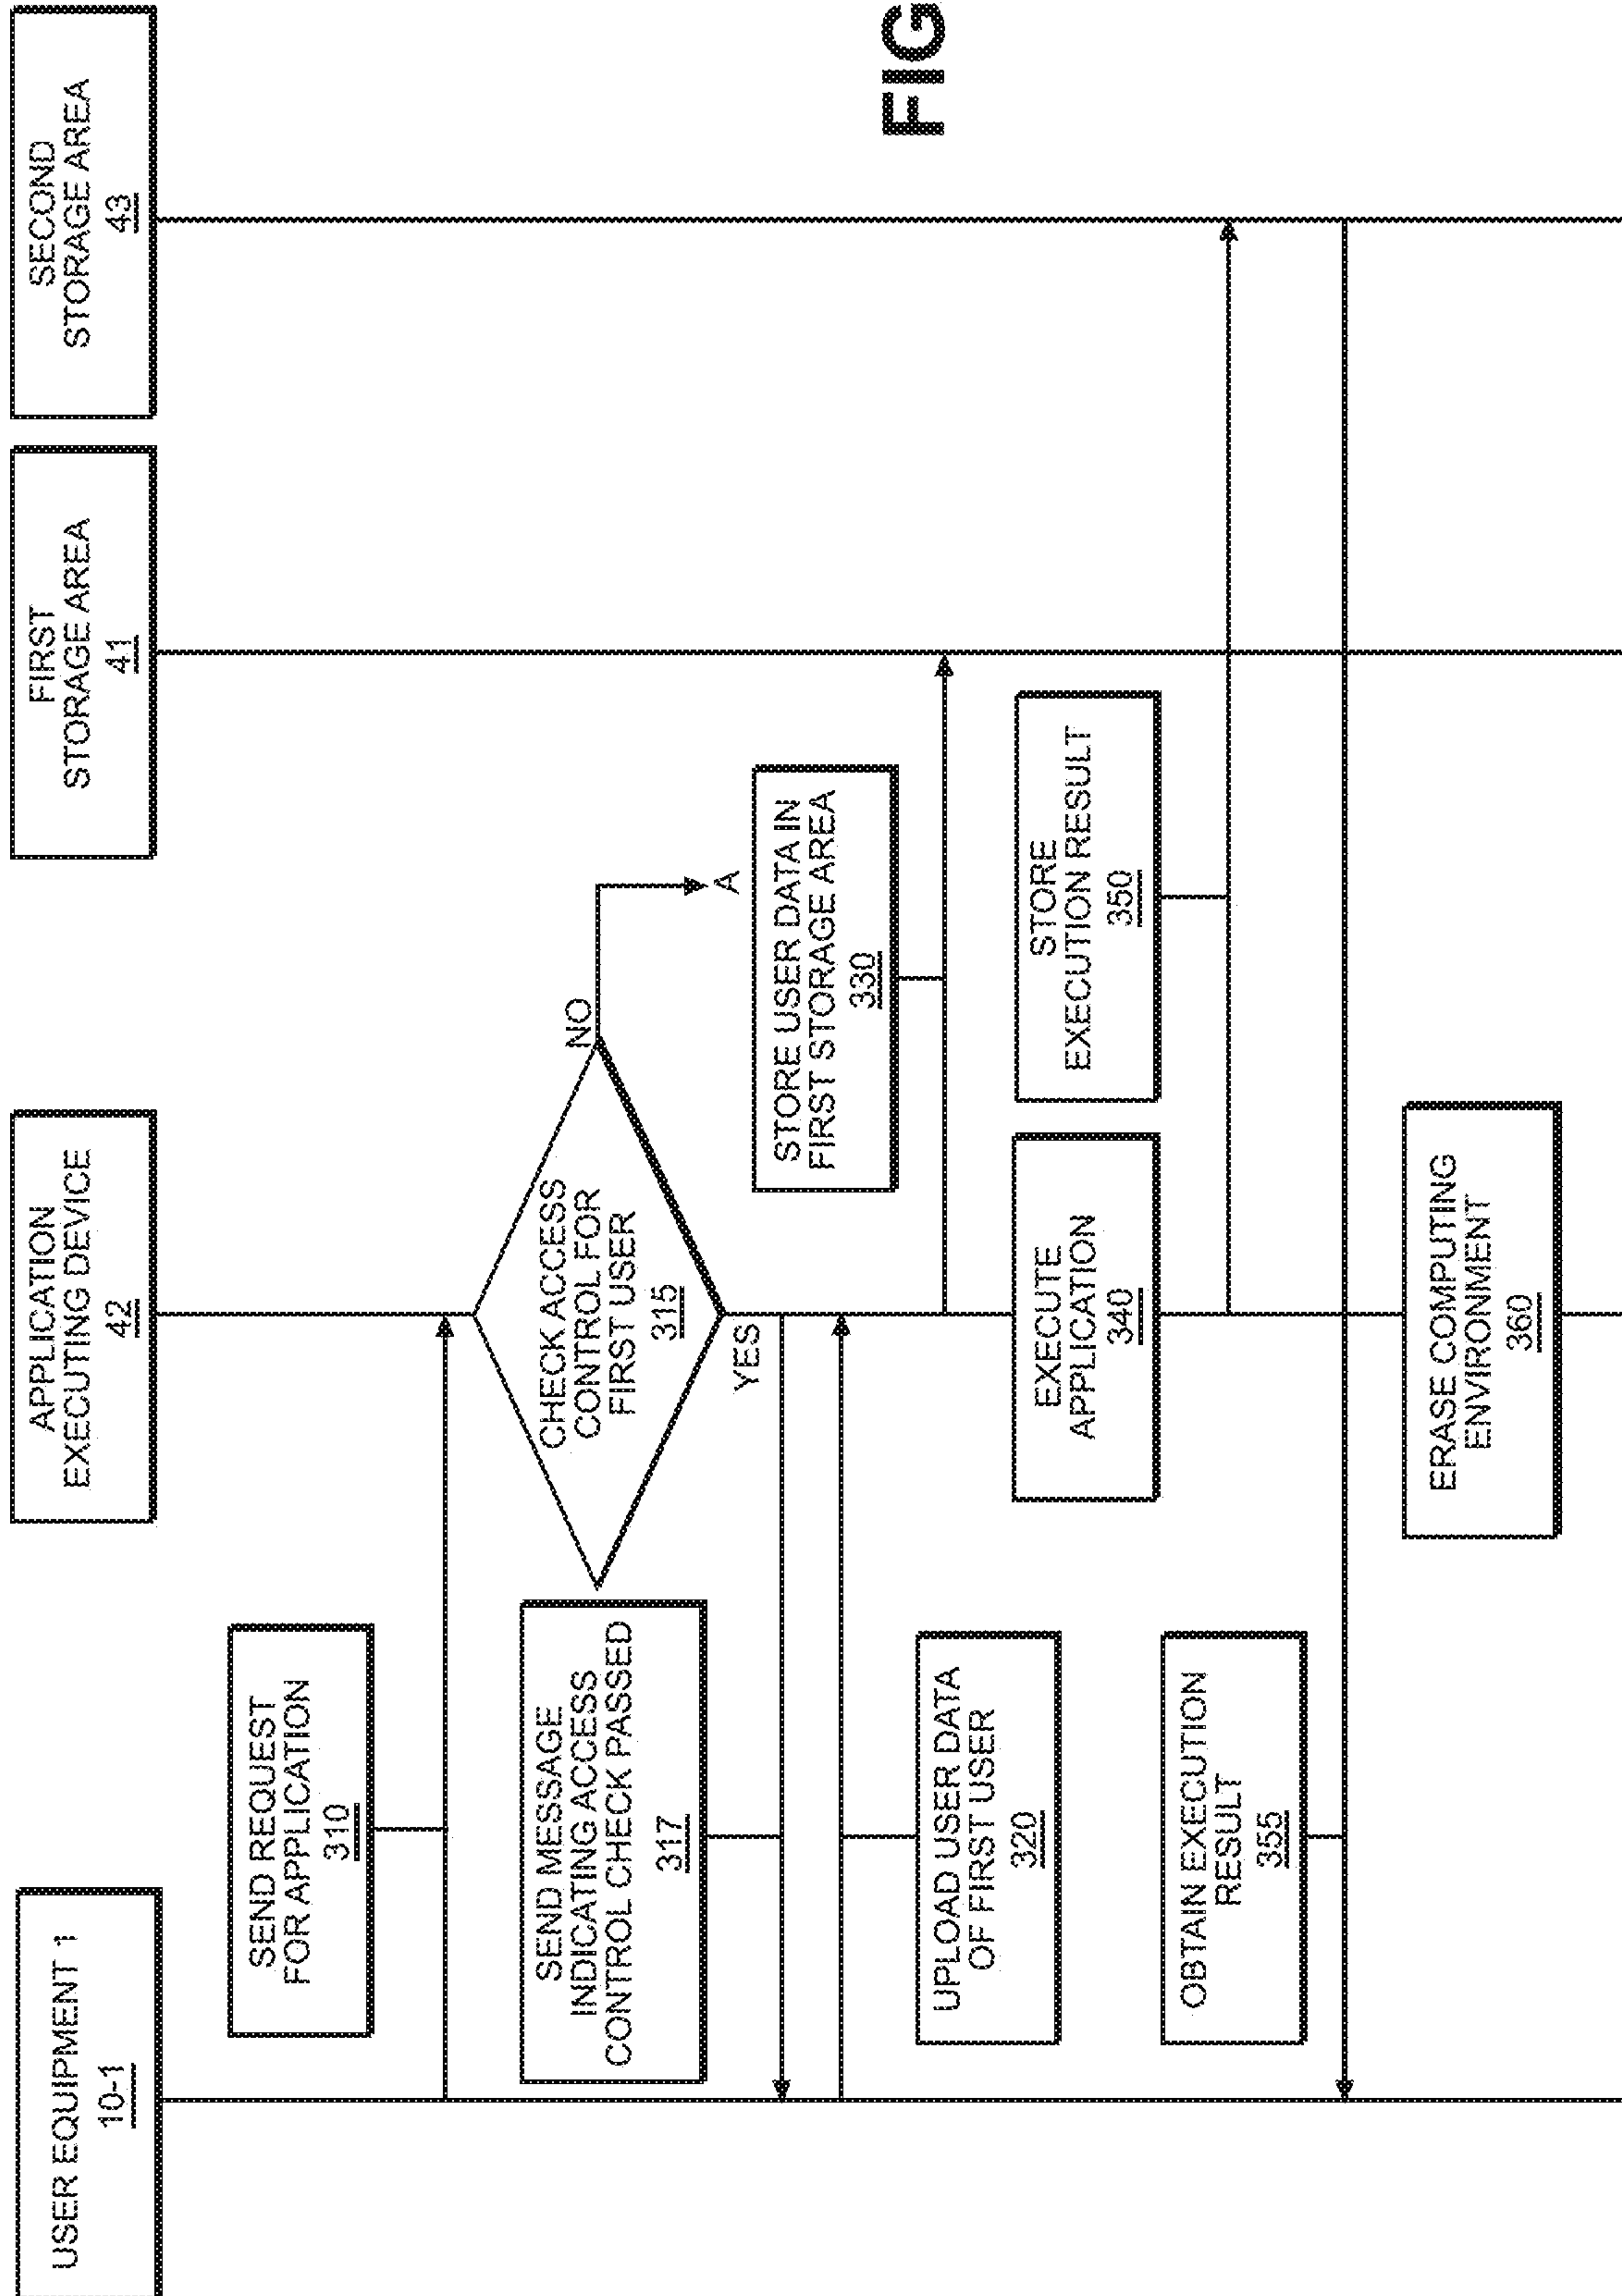 USER EQUIPMENT 1
10-1
APPLICATION
EXECUTING DEVICE
42
FIRST
STORAGE AREA
41
SECOND
STORAGE AREA
43
SEND REQUEST
FOR APPLICATION
310
CHECK ACCESS
CONTROL FOR
FIRST USER
315
NO
A
YES
SEND MESSAGE
INDICATING ACCESS
CONTROL CHECK PASSED
317
UPLOAD USER DATA
OF FIRST USER
320
STORE USER DATA IN
FIRST STORAGE AREA
330
EXECUTE
APPLICATION
340
STORE
EXECUTION RESULT
350
OBTAIN EXECUTION
RESULT
355
ERASE COMPUTING
ENVIRONMENT
360
FIG